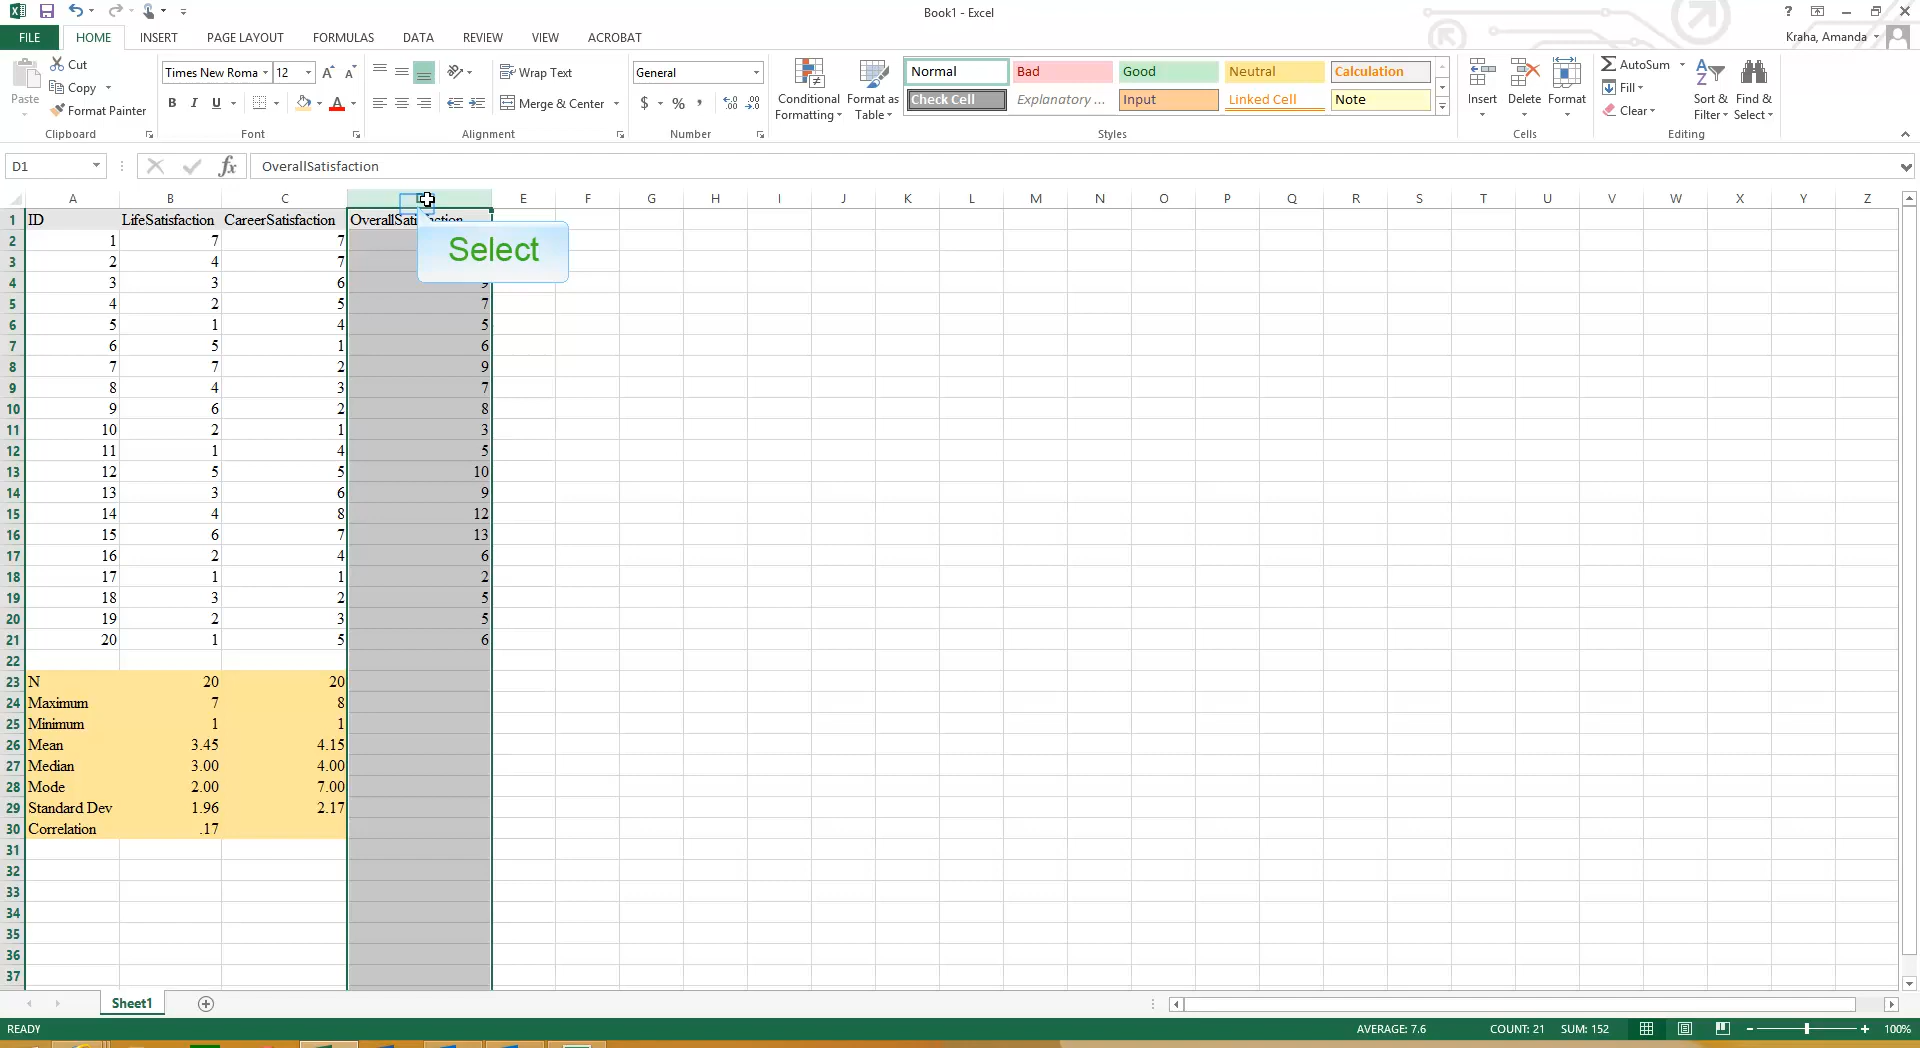 Book1 - Excel
?
FILE HOME INSERT PAGE LAYOUT FORMULAS DATA REVIEW VIEW ACROBAT
Kraha, Amanda
Paste
Cut
Copy
Format Painter
Clipboard
Times New Roma 12
B I U
Font
Wrap Text
Merge & Center
Alignment
General
$ % ,
Number
Conditional Formatting
Format as Table
Normal Bad Good Neutral Calculation
Check Cell Explanatory ... Input Linked Cell Note
Styles
Insert Delete Format
Cells
AutoSum
Fill
Clear
Sort & Filter
Find & Select
Editing
D1
fx
OverallSatisfaction
A B C E F G H I J K L M N O P Q R S T U V W X Y Z
1 ID LifeSatisfaction CareerSatisfaction OverallSatisfaction
Select
2 1 7 7
3 2 4 7
4 3 3 6 9
5 4 2 5 7
6 5 1 4 5
7 6 5 1 6
8 7 7 2 9
9 8 4 3 7
10 9 6 2 8
11 10 2 1 3
12 11 1 4 5
13 12 5 5 10
14 13 3 6 9
15 14 4 8 12
16 15 6 7 13
17 16 2 4 6
18 17 1 1 2
19 18 3 2 5
20 19 2 3 5
21 20 1 5 6
22
23 N 20 20
24 Maximum 7 8
25 Minimum 1 1
26 Mean 3.45 4.15
27 Median 3.00 4.00
28 Mode 2.00 7.00
29 Standard Dev 1.96 2.17
30 Correlation .17
31
32
33
34
35
36
37
Sheet1
READY
AVERAGE: 7.6 COUNT: 21 SUM: 152
100%